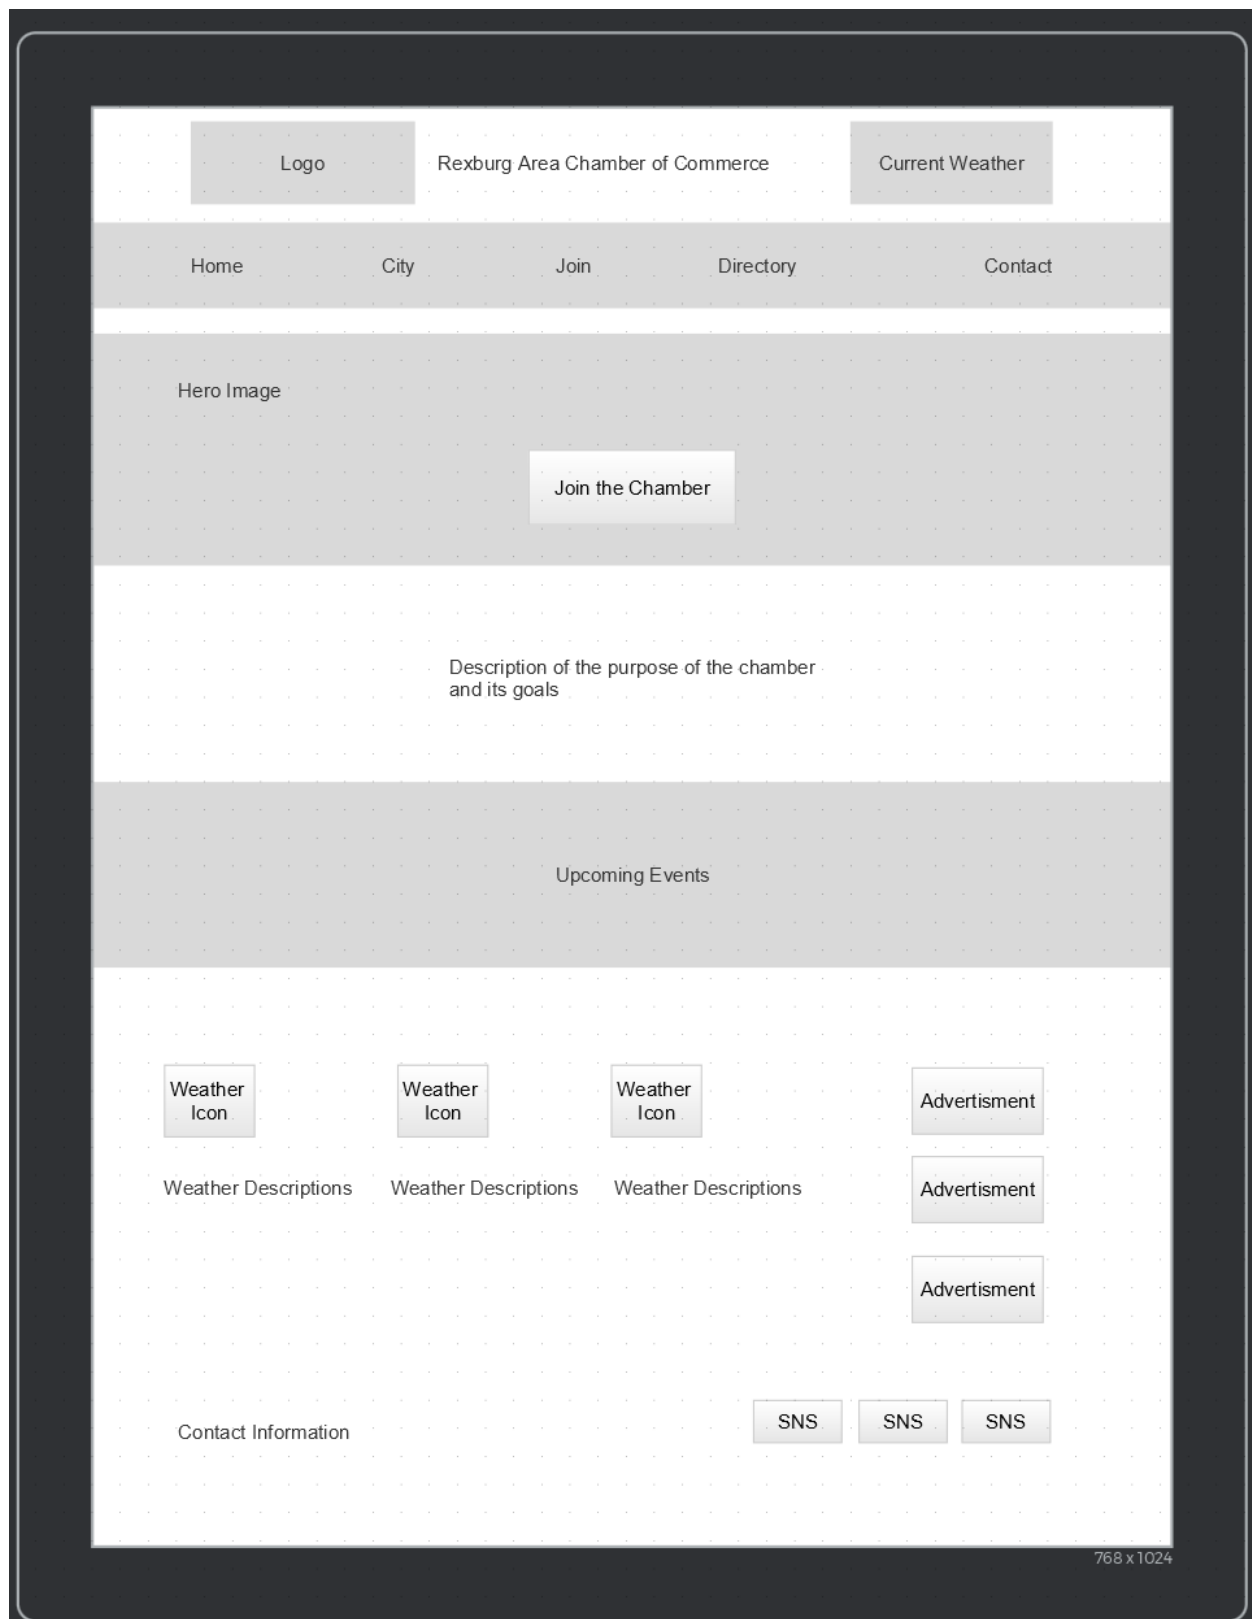 Logo
Rexburg Area Chamber of Commerce
Current Weather
Home
City
Join
Directory
Contact
Hero Image
Join the Chamber
Description of the purpose of the chamber
and its goals
Upcoming Events
Weather
Icon
Weather
Icon
Weather
Icon
Weather Descriptions
Weather Descriptions
Weather Descriptions
Advertisment
Advertisment
Advertisment
Contact Information
SNS
SNS
SNS
768 x 1024